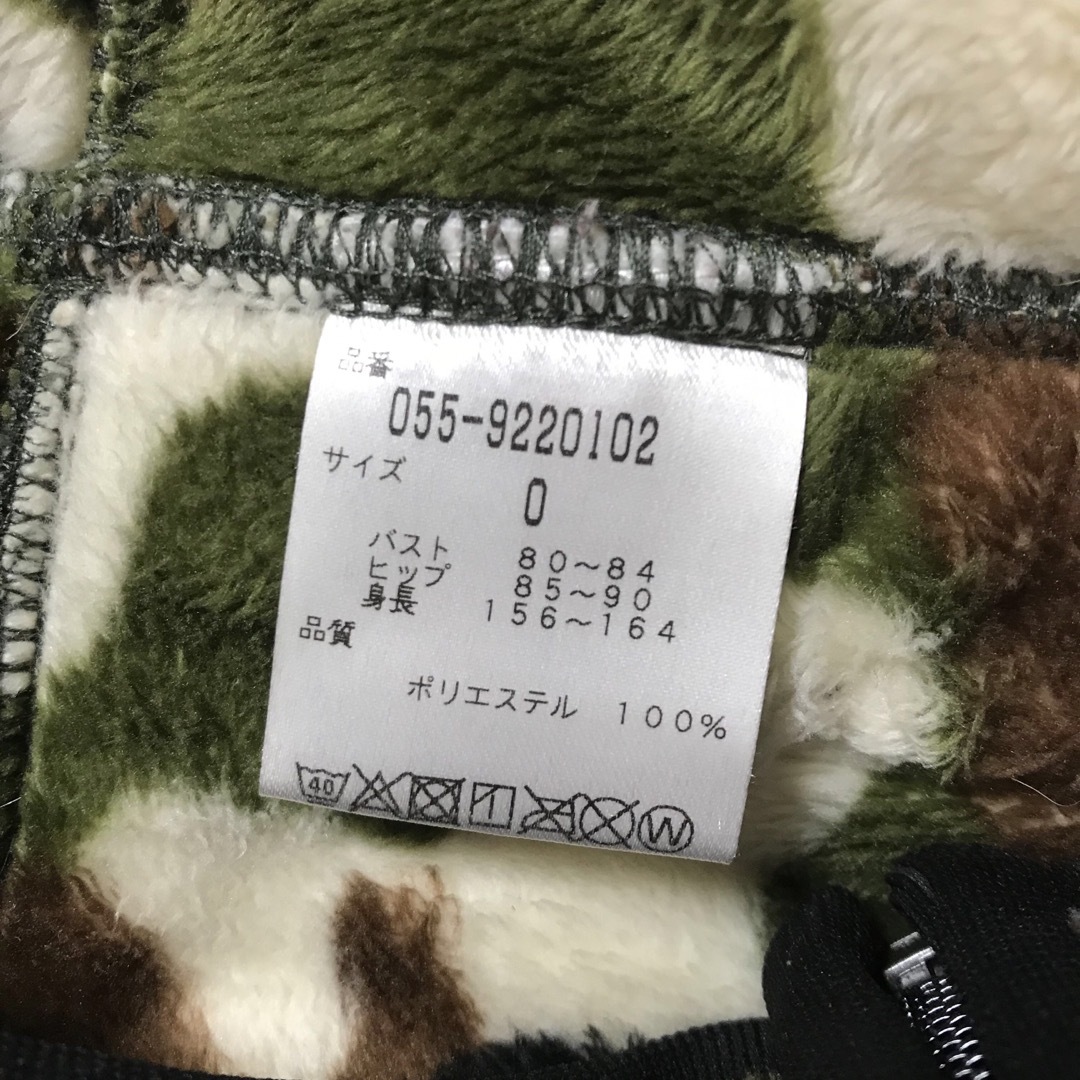 品番
055-9220102
サイズ
0
バスト 80～84
ヒップ 85～90
身長 156～164
品質
ポリエステル 100%
40 W